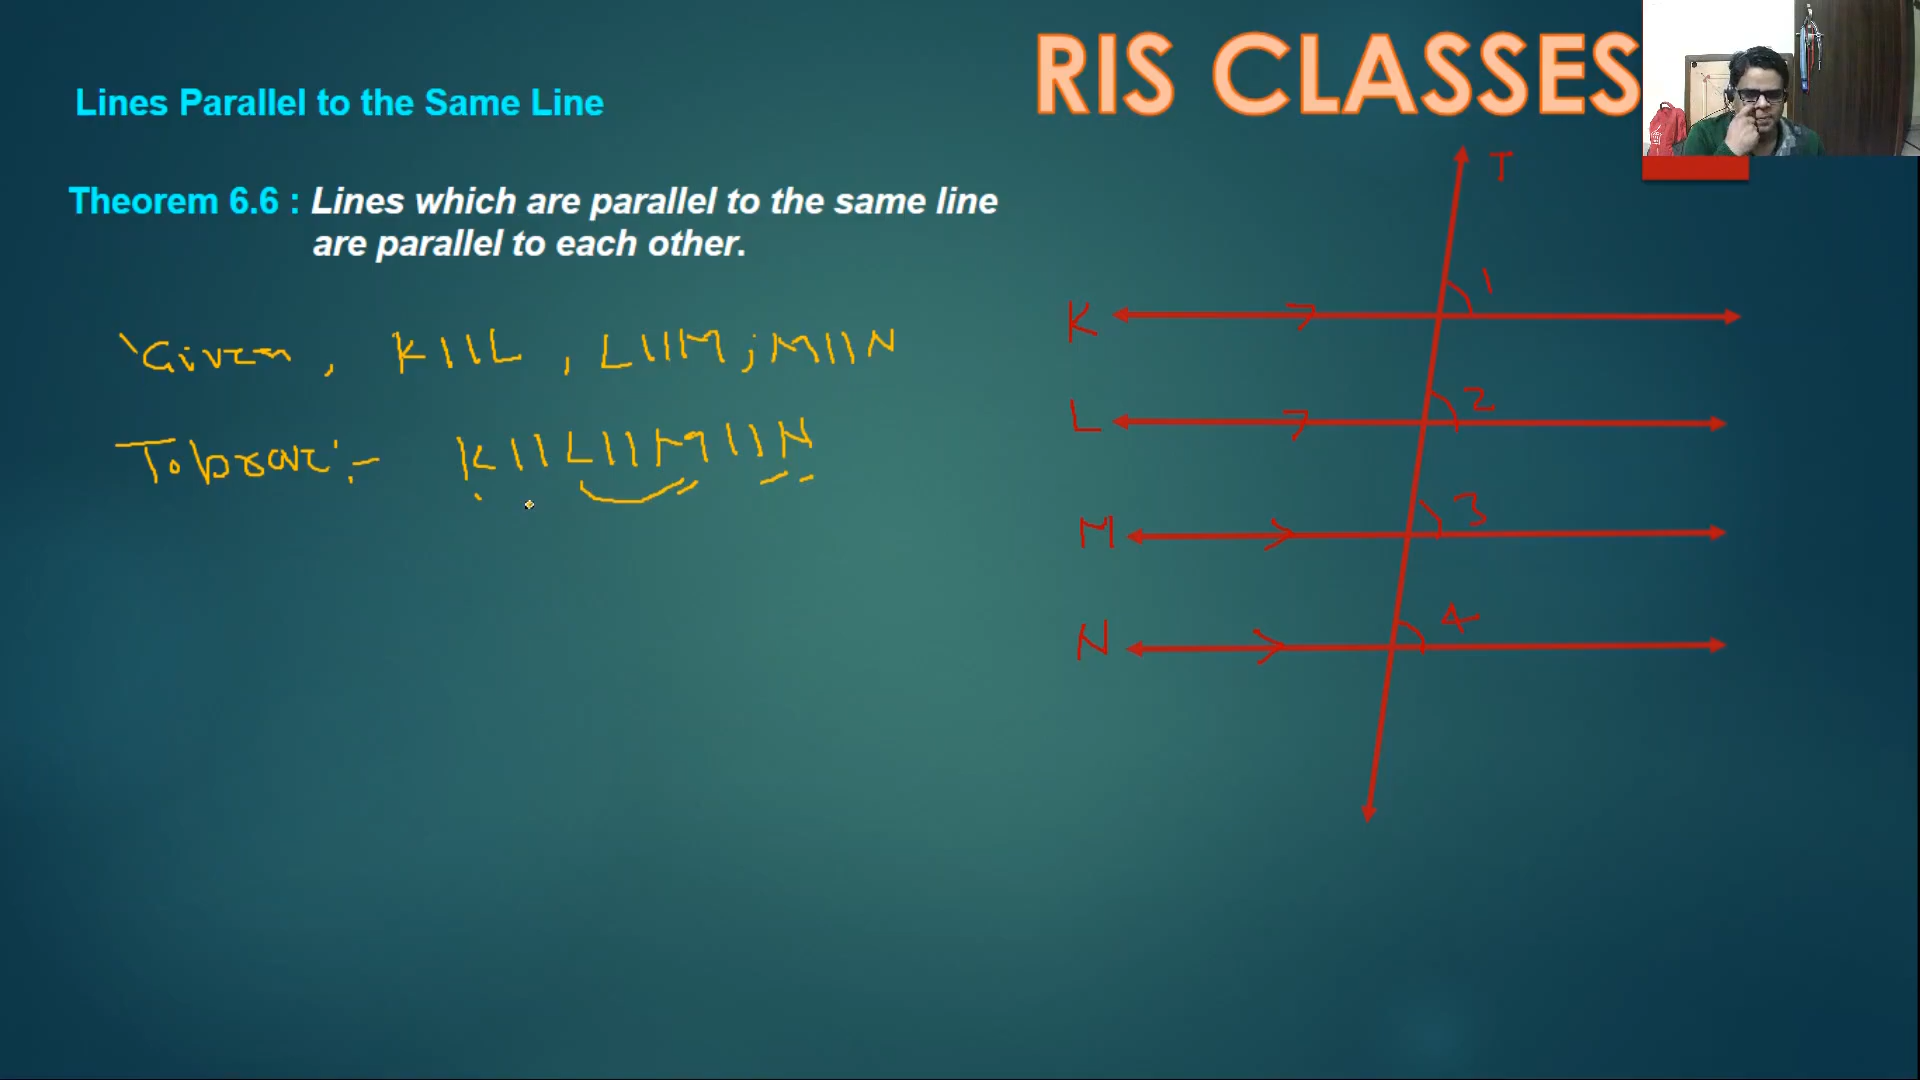 RIS CLASSES
Lines Parallel to the Same Line
Theorem 6.6 : Lines which are parallel to the same line
are parallel to each other.
Given, K||L, L||M; M||N
To prove :- K||L||M||N
T
K 1
L 2
M 3
N 4